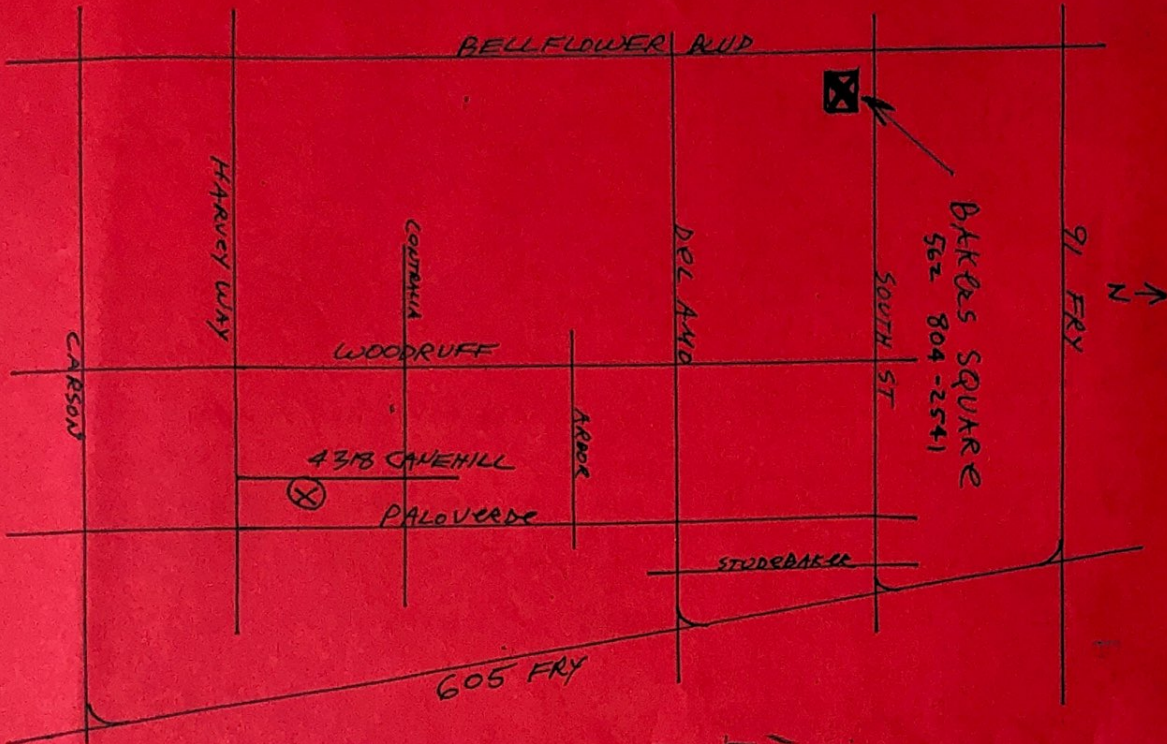 BELLFLOWER BLVD
HARVEY WAY
CONTRALIA
DEL AMO
SOUTH ST
BAKERS SQUARE
562 804-2541
91 FRY
N
CARSON
WOODRUFF
ARBOR
4318 CANEHILL
X
PALOVERDE
STUDEBAKER
605 FRY